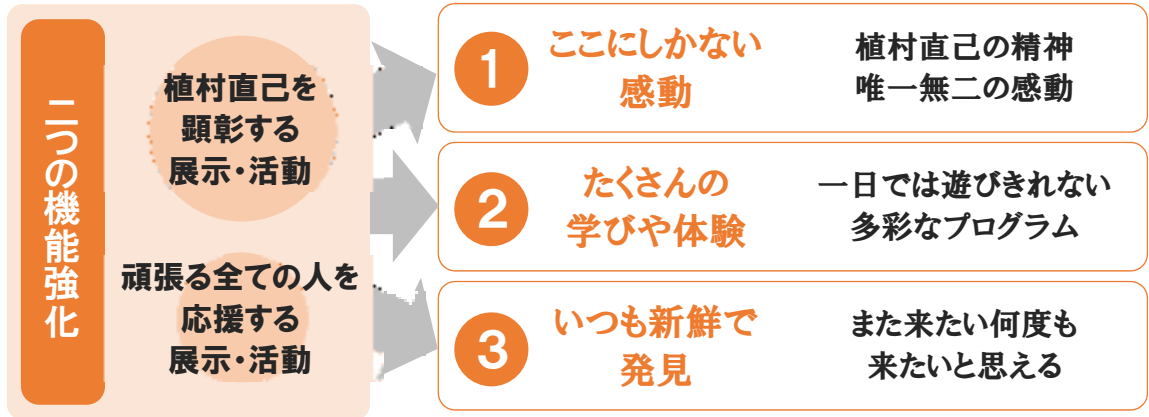 二つの機能強化
植村直己を
顕彰する
展示・活動
頑張る全ての人を
応援する
展示・活動
1
ここにしかない
感動
植村直己の精神
唯一無二の感動
2
たくさんの
学びや体験
一日では遊びきれない
多彩なプログラム
3
いつも新鮮で
発見
また来たい何度も
来たいと思える